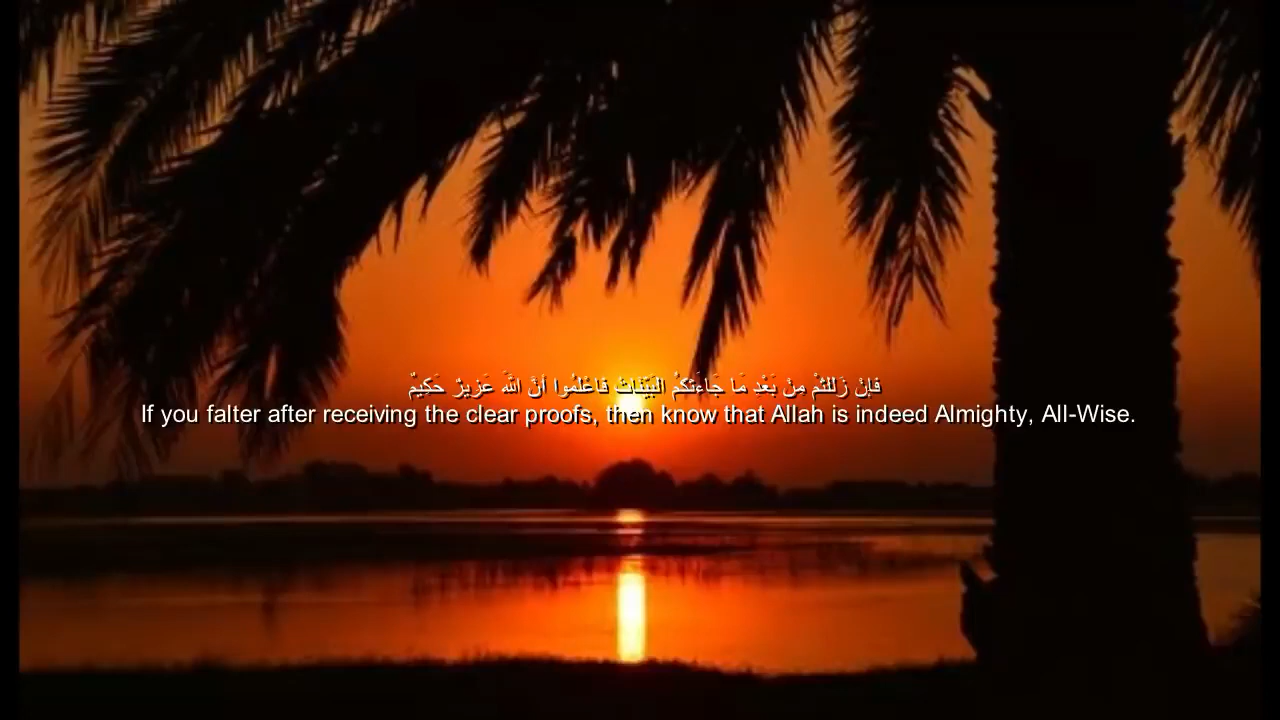 فَإِنْ زَلَلْتُمْ مِنْ بَعْدِ مَا جَاءَتْكُمُ الْبَيِّنَاتُ فَاعْلَمُوا أَنَّ اللَّهَ عَزِيزٌ حَكِيمٌ
If you falter after receiving the clear proofs, then know that Allah is indeed Almighty, All-Wise.